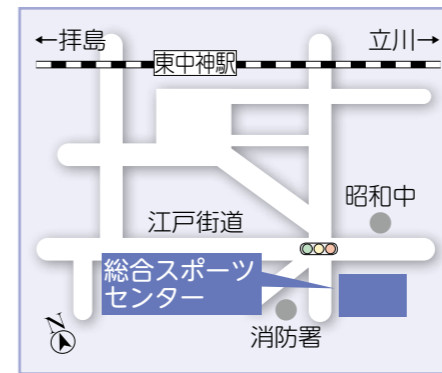 ←拝島
立川→
東中神駅
昭和中
江戸街道
総合スポーツ
センター
消防署
N